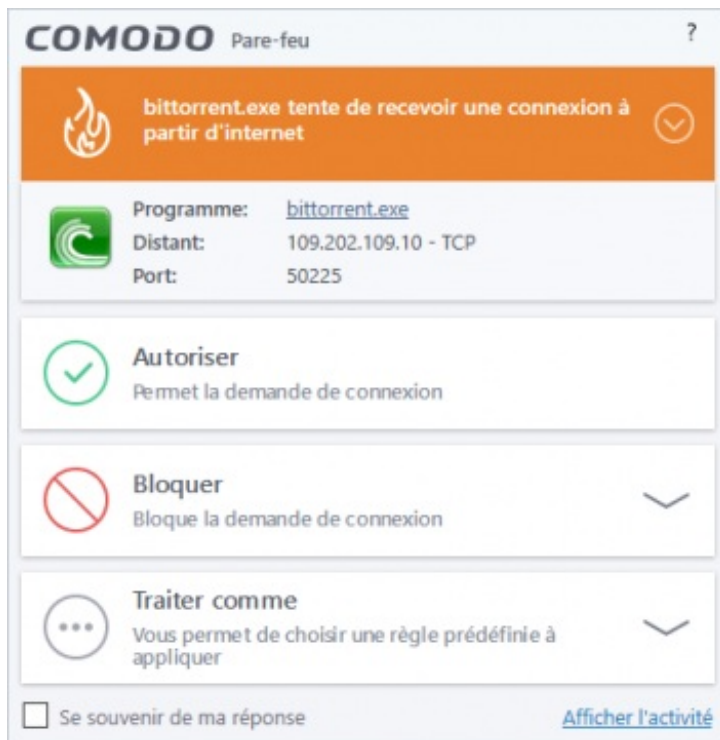 COMODO Pare-feu ?
bittorrent.exe tente de recevoir une connexion à
partir d'internet
Programme: bittorrent.exe
Distant: 109.202.109.10 - TCP
Port: 50225
Autoriser
Permet la demande de connexion
Bloquer
Bloque la demande de connexion
Traiter comme
Vous permet de choisir une règle prédéfinie à
appliquer
Se souvenir de ma réponse Afficher l'activité